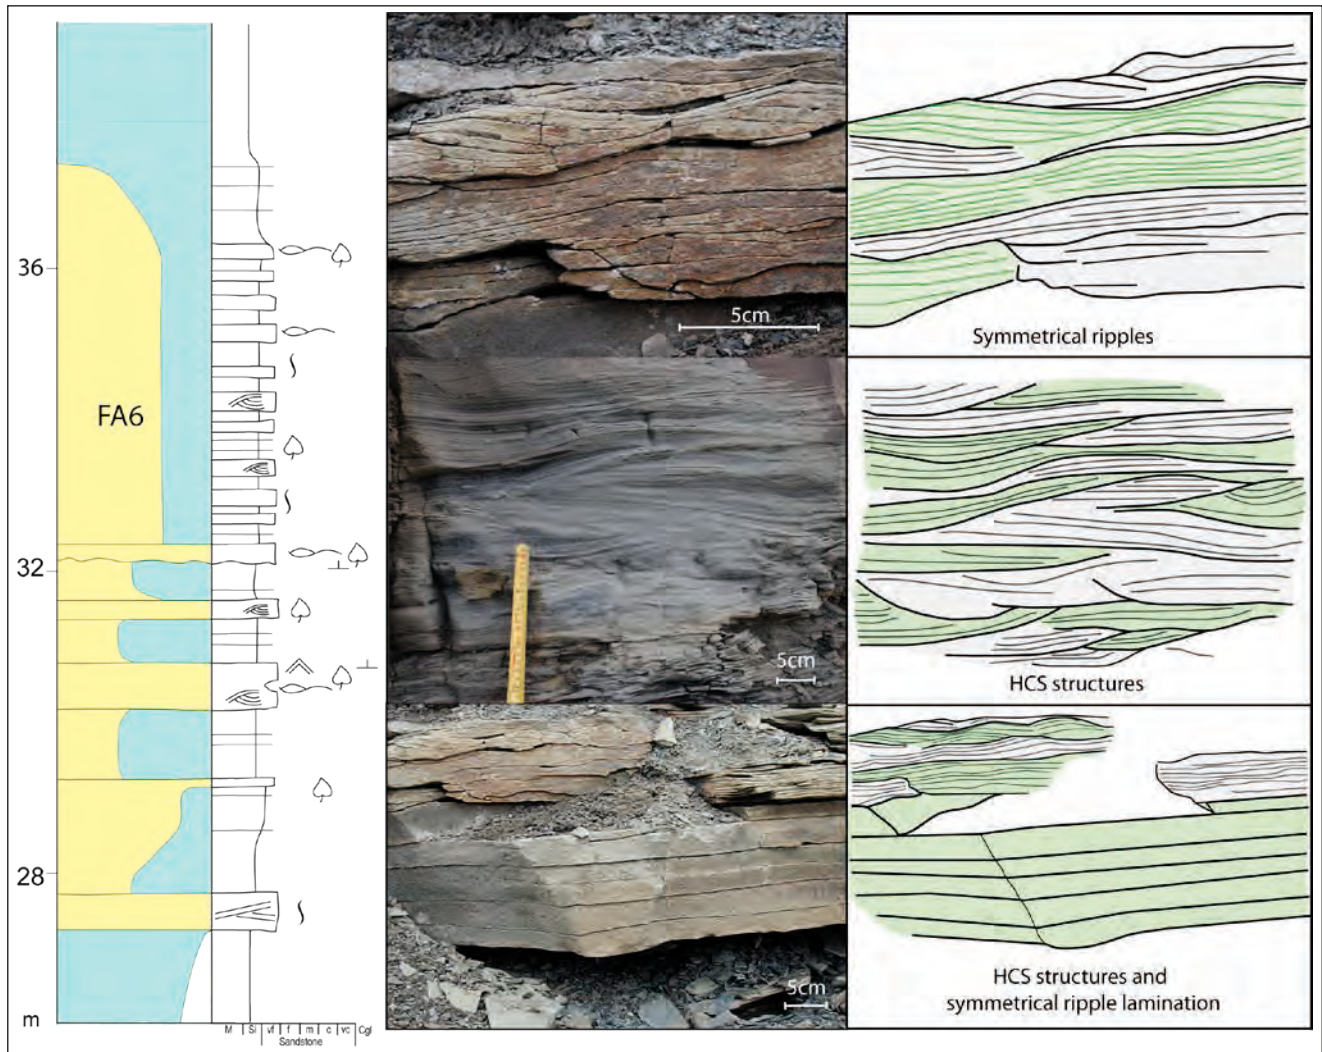 36
FA6
32
28
m
M Si vf f m c vc Cgl
Sandstone
5cm
Symmetrical ripples
5cm
HCS structures
5cm
HCS structures and
symmetrical ripple lamination